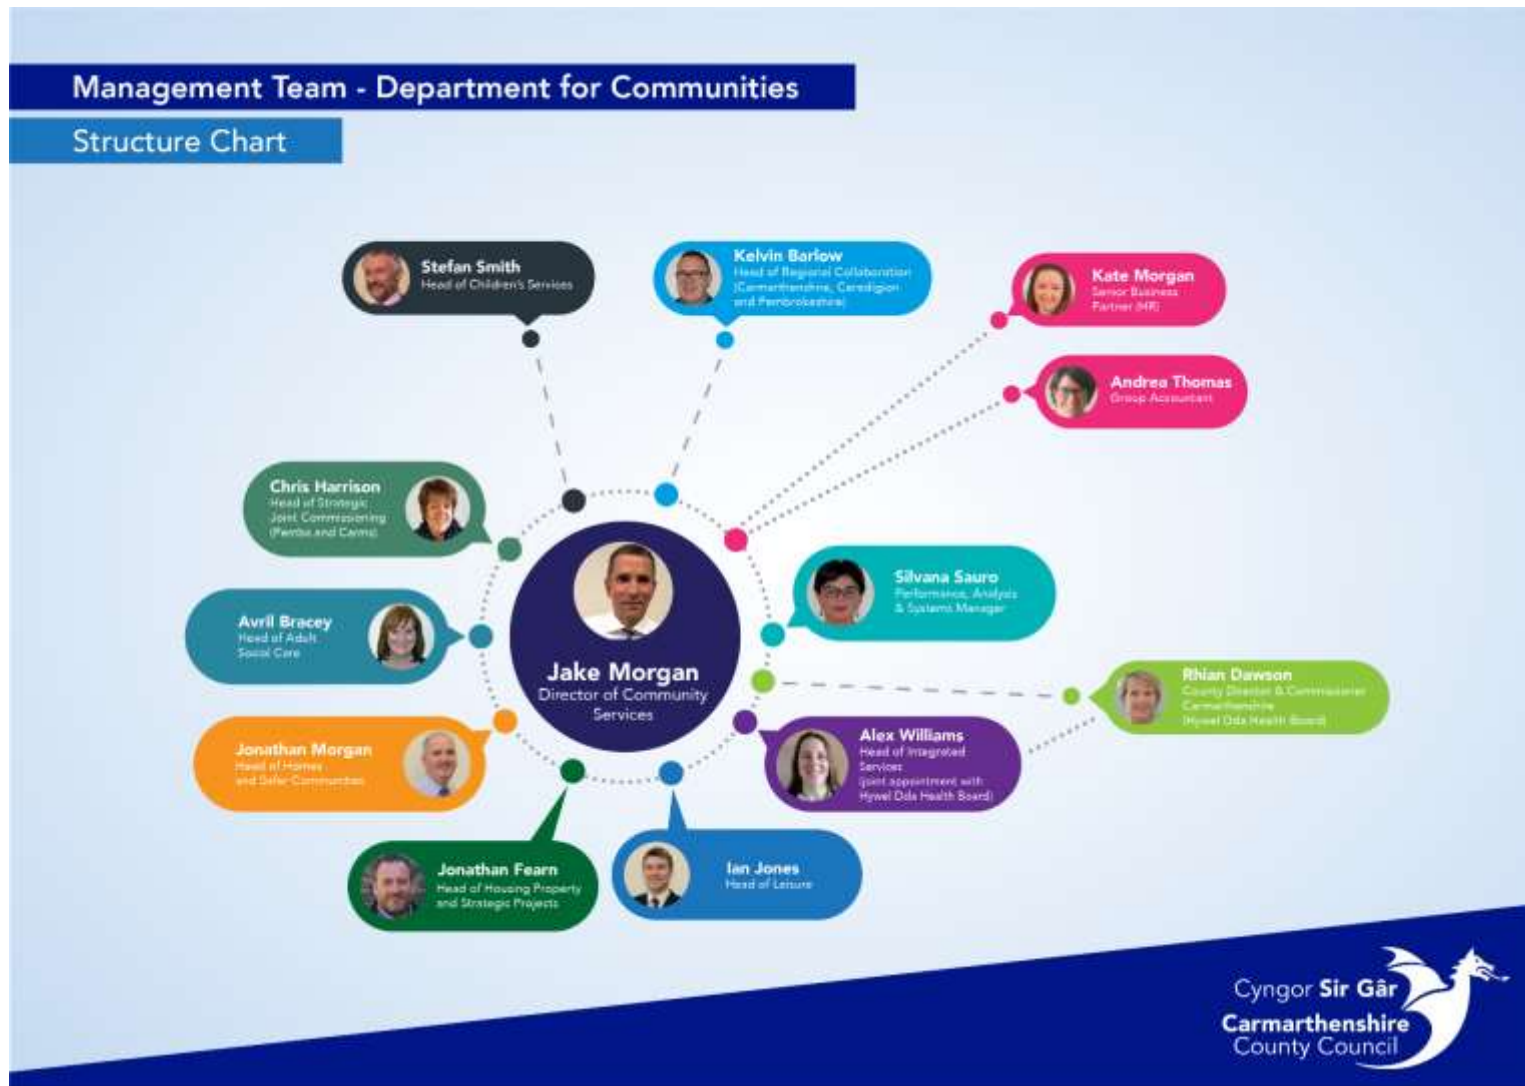 Management Team - Department for Communities
Structure Chart
Stefan Smith
Head of Children's Services
Kelvin Barlow
Head of Regional Collaboration
(Carmarthenshire, Ceredigion
and Pembrokeshire)
Kate Morgan
Senior Business
Partner (HR)
Andrea Thomas
Group Accountant
Chris Harrison
Head of Strategic
Joint Commissioning
(Pembs and Carms)
Silvana Sauro
Performance, Analysis
& Systems Manager
Avril Bracey
Head of Adult
Social Care
Jake Morgan
Director of Community
Services
Rhian Dawson
County Director & Commissioner
Carmarthenshire
(Hywel Dda Health Board)
Jonathan Morgan
Head of Homes
and Safer Communities
Alex Williams
Head of Integrated
Services
(joint appointment with
Hywel Dda Health Board)
Jonathan Fearn
Head of Housing Property
and Strategic Projects
Ian Jones
Head of Leisure
Cyngor Sir Gâr
Carmarthenshire
County Council